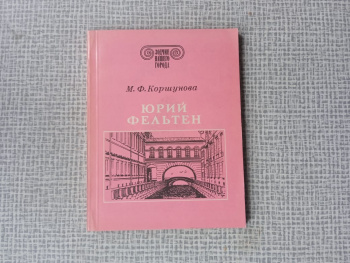 ЗОДЧИЕ
НАШЕГО
ГОРОДА
М. Ф. Коршунова
ЮРИЙ
ФЕЛЬТЕН